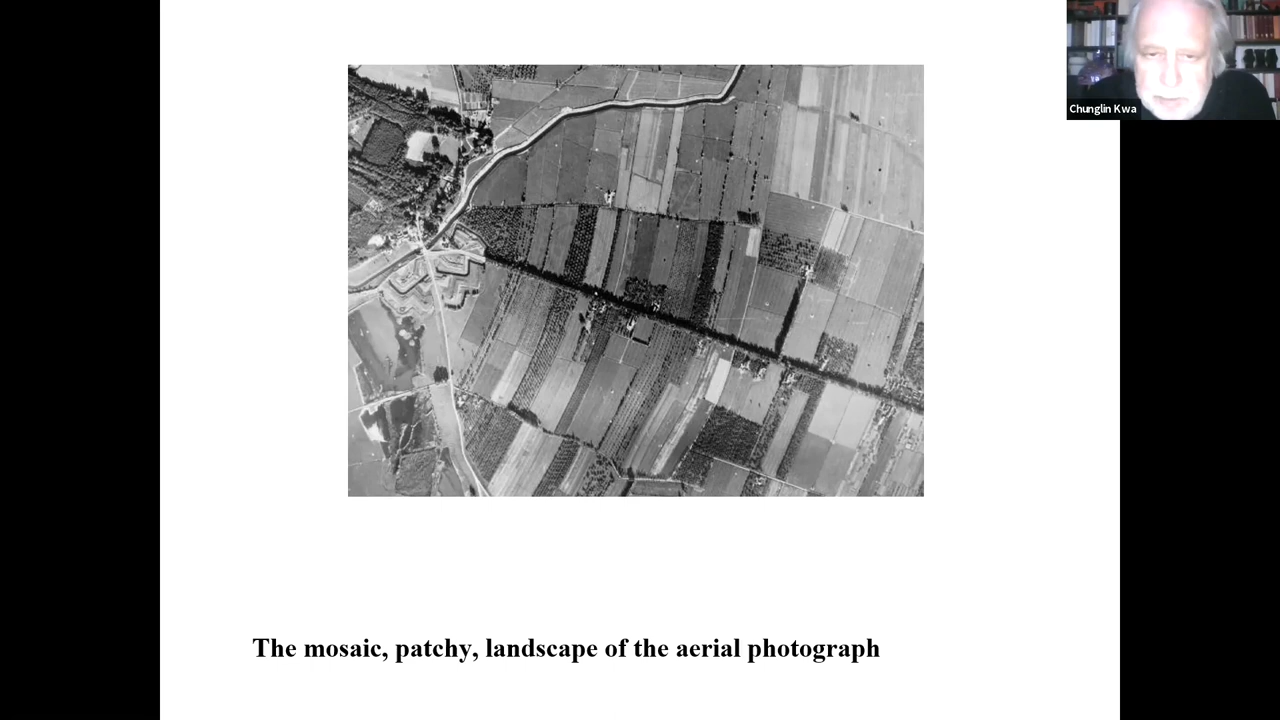 Chunglin Kwa
The mosaic, patchy, landscape of the aerial photograph